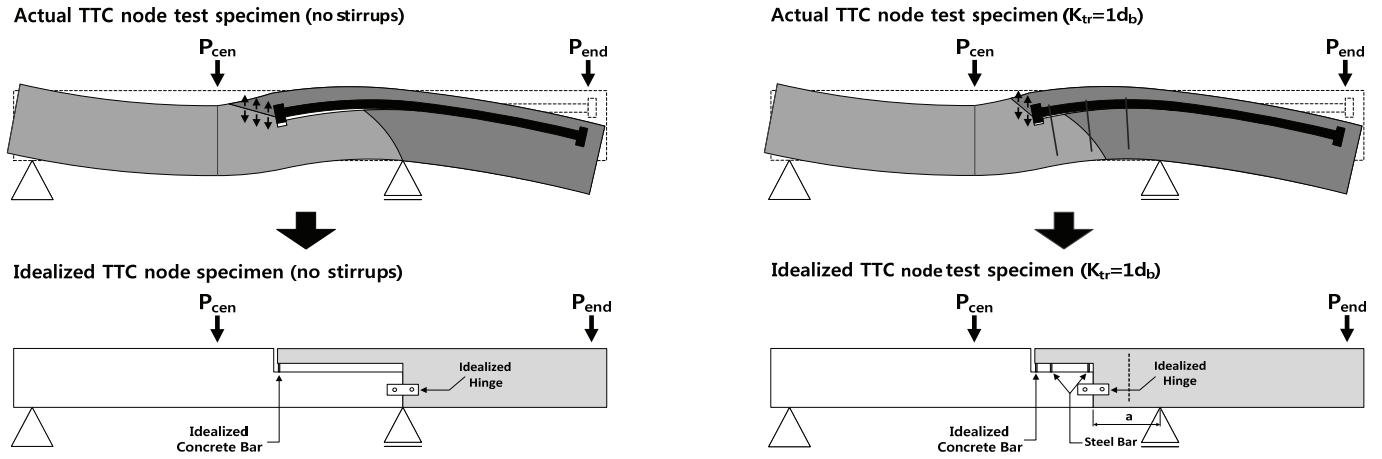 Actual TTC node test specimen (no stirrups)
Pcen
Pend
Idealized TTC node specimen (no stirrups)
Pcen
Pend
Idealized
Hinge
Idealized
Concrete Bar
Actual TTC node test specimen (Ktr=1db)
Pcen
Pend
Idealized TTC node test specimen (Ktr=1db)
Pcen
Pend
Idealized
Hinge
a
Idealized
Concrete Bar
Steel Bar